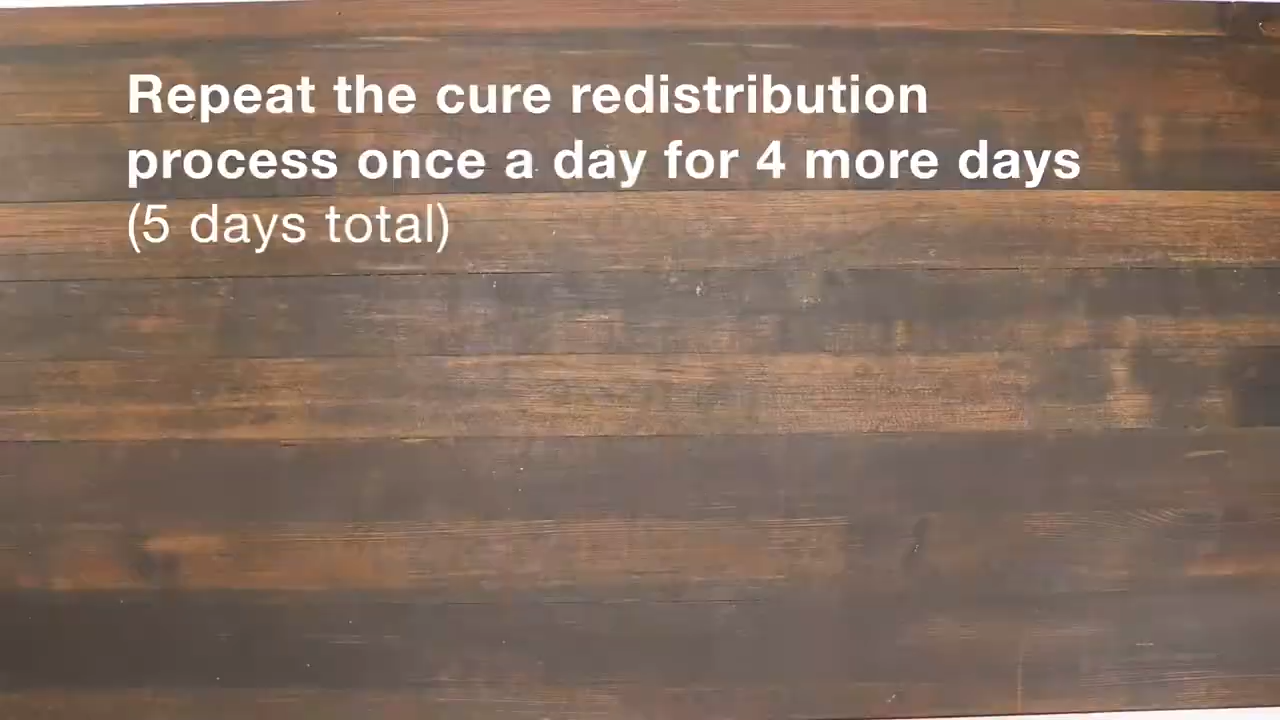 Repeat the cure redistribution
process once a day for 4 more days
(5 days total)